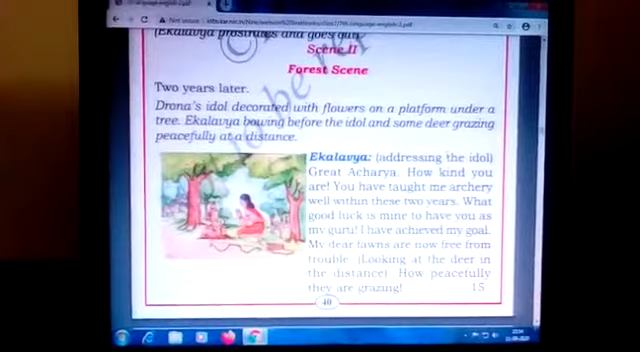 Not secure
(Ekalavya prostrates and goes out)
Scene II
Forest Scene
Two years later.
Drona's idol decorated with flowers on a platform under a
tree. Ekalavya bowing before the idol and some deer grazing
peacefully at a distance.
Ekalavya: (addressing the idol)
Great Acharya. How kind you
are! You have taught me archery
well within these two years. What
good luck is mine to have you as
my guru! I have achieved my goal.
My dear fawns are now free from
trouble. (Looking at the deer in
the distance) How peacefully
they are grazing! 15
40